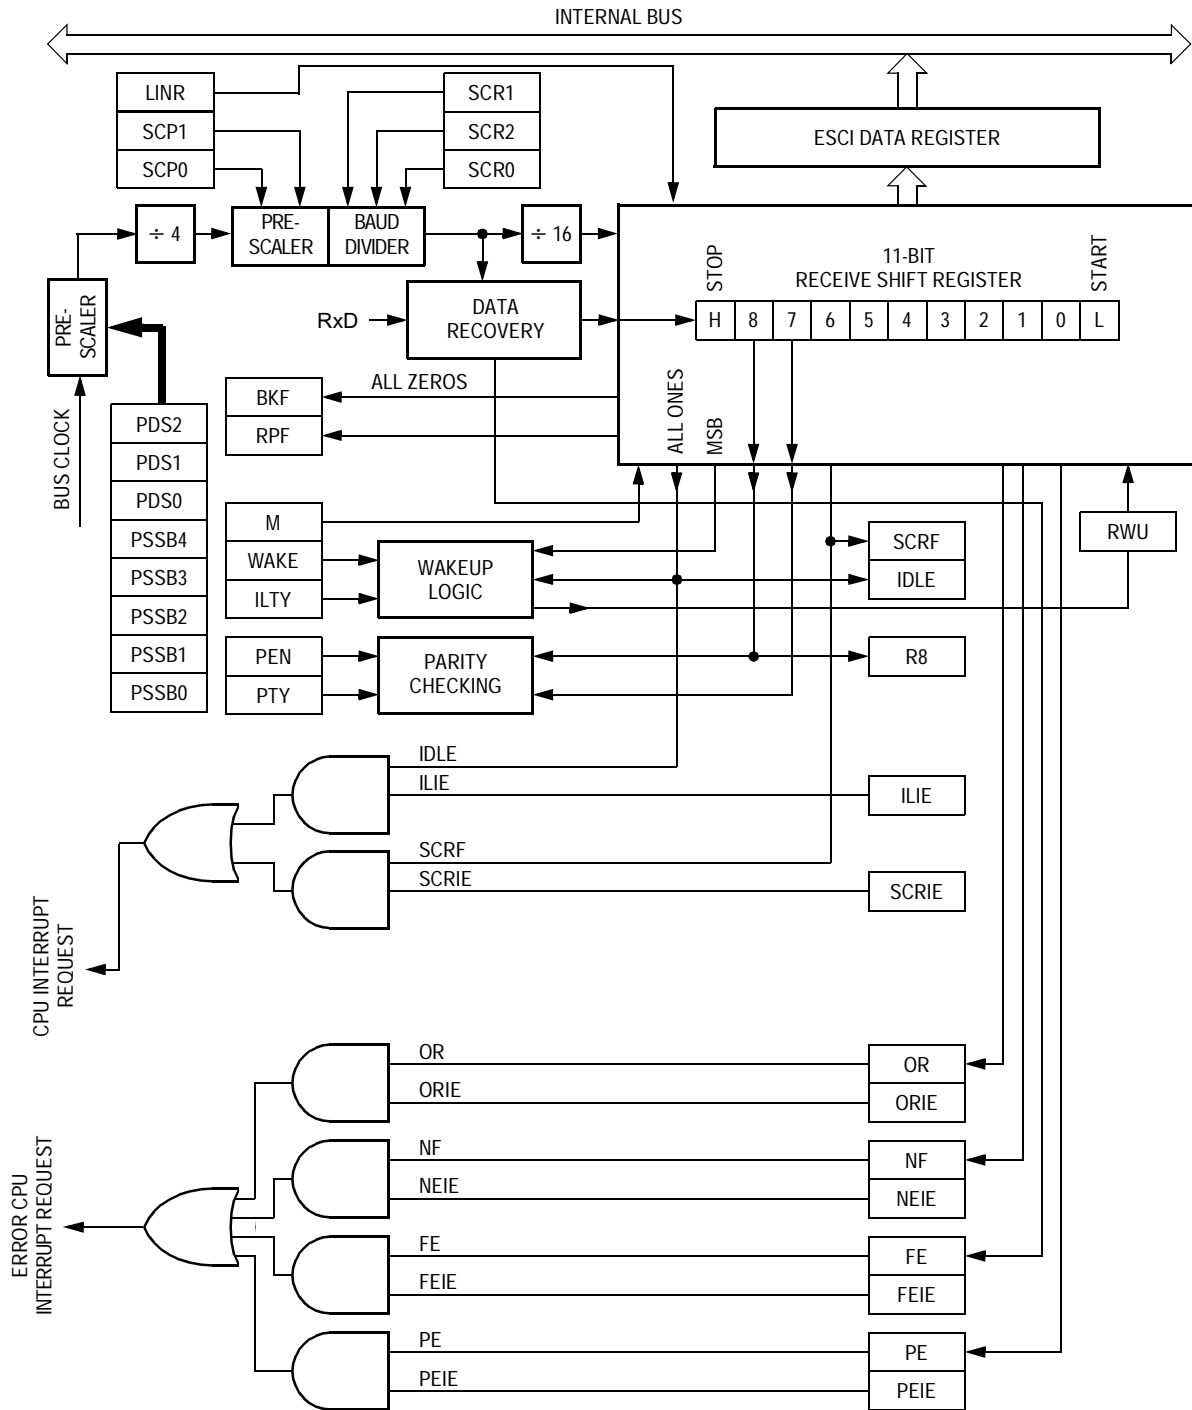 INTERNAL BUS
LINR
SCP1
SCP0
SCR1
SCR2
SCR0
ESCI DATA REGISTER
÷ 4
PRE-
SCALER
BAUD
DIVIDER
÷ 16
STOP
11-BIT
RECEIVE SHIFT REGISTER
START
PRE-
SCALER
RxD
DATA
RECOVERY
H 8 7 6 5 4 3 2 1 0 L
BUS CLOCK
PDS2
PDS1
PDS0
PSSB4
PSSB3
PSSB2
PSSB1
PSSB0
BKF
RPF
ALL ZEROS
ALL ONES
MSB
M
WAKE
ILTY
WAKEUP
LOGIC
SCRF
IDLE
RWU
PEN
PTY
PARITY
CHECKING
R8
IDLE
ILIE
ILIE
SCRF
SCRIE
SCRIE
CPU INTERRUPT
REQUEST
OR
OR
ORIE
ORIE
NF
NF
NEIE
NEIE
ERROR CPU
INTERRUPT REQUEST
FE
FE
FEIE
FEIE
PE
PE
PEIE
PEIE